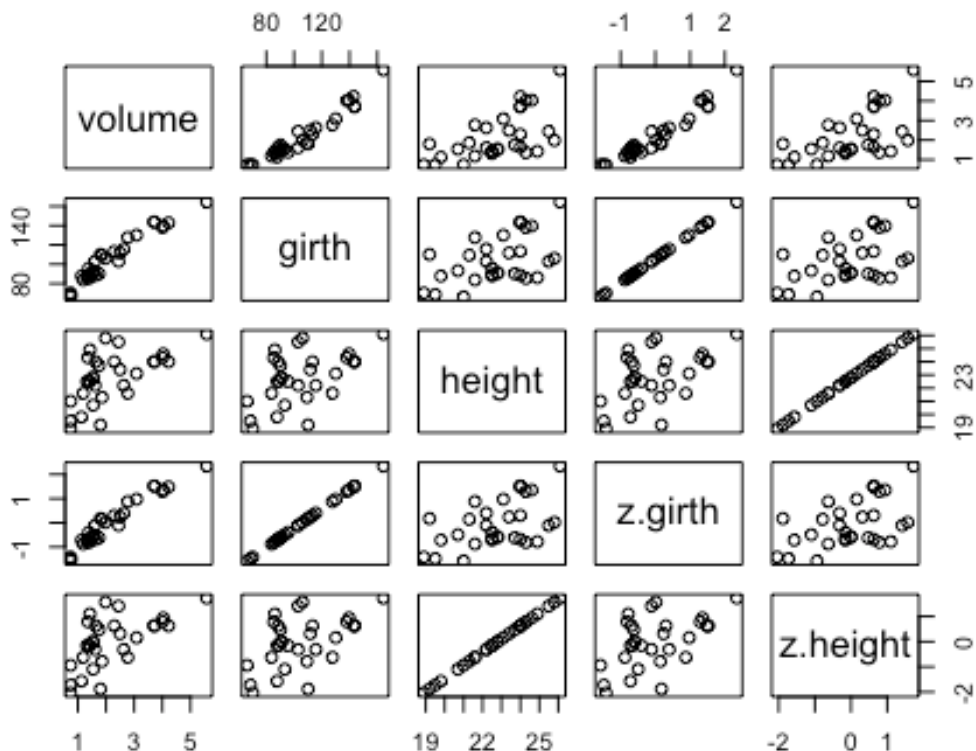 80 120 -1 1 2
volume 1 3 5
80 140 girth
height 19 23
-1 1 z.girth
z.height -2 0
1 3 5 19 22 25 -2 0 1